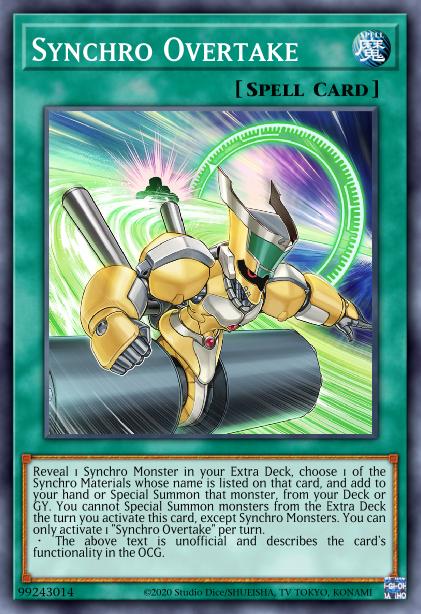 SYNCHRO OVERTAKE
SPELL
魔
[ SPELL CARD ]
Reveal 1 Synchro Monster in your Extra Deck, choose 1 of the
Synchro Materials whose name is listed on that card, and add to
your hand or Special Summon that monster, from your Deck or
GY. You cannot Special Summon monsters from the Extra Deck
the turn you activate this card, except Synchro Monsters. You can
only activate 1 "Synchro Overtake" per turn.
· The above text is unofficial and describes the card's
functionality in the OCG.
99243014
©2020 Studio Dice/SHUEISHA, TV TOKYO, KONAMI